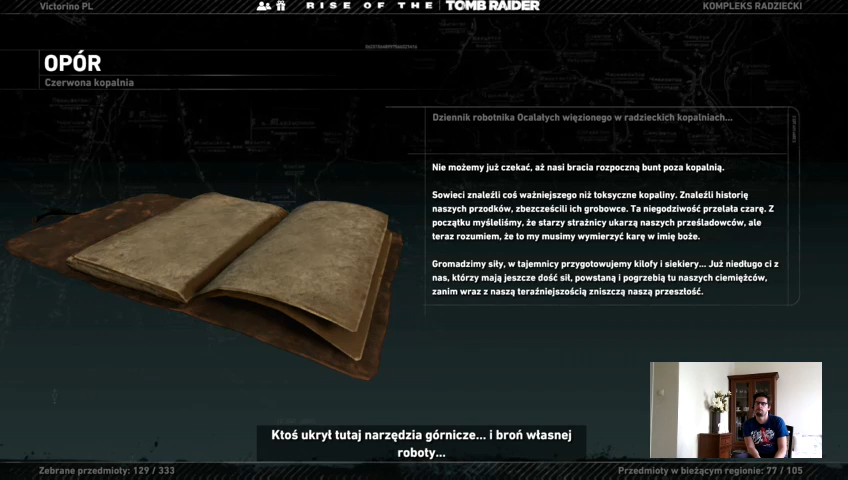 Victorino PL
RISE OF THE TOMB RAIDER
KOMPLEKS RADZIECKI
OPÓR
Czerwona kopalnia
Dziennik robotnika Ocalałych więzionego w radzieckich kopalniach...
Nie możemy już czekać, aż nasi bracia rozpoczną bunt poza kopalnią.
Sowieci znaleźli coś ważniejszego niż toksyczne kopaliny. Znaleźli historię
naszych przodków, zbezcześcili ich grobowce. Ta niegodziwość przelała czarę. Z
początku myśleliśmy, że starzy strażnicy ukarzą naszych prześladowców, ale
teraz rozumiem, że to my musimy wymierzyć karę w imię boże.
Gromadzimy siły, w tajemnicy przygotowujemy kilofy i siekiery... Już niedługo ci z
nas, którzy mają jeszcze dość sił, powstaną i pogrzebią tu naszych ciemiężców,
zanim wraz z naszą teraźniejszością zniszczą naszą przeszłość.
Ktoś ukrył tutaj narzędzia górnicze... i broń własnej
roboty...
Zebrane przedmioty: 129 / 333
Przedmioty w bieżącym regionie: 77 / 105